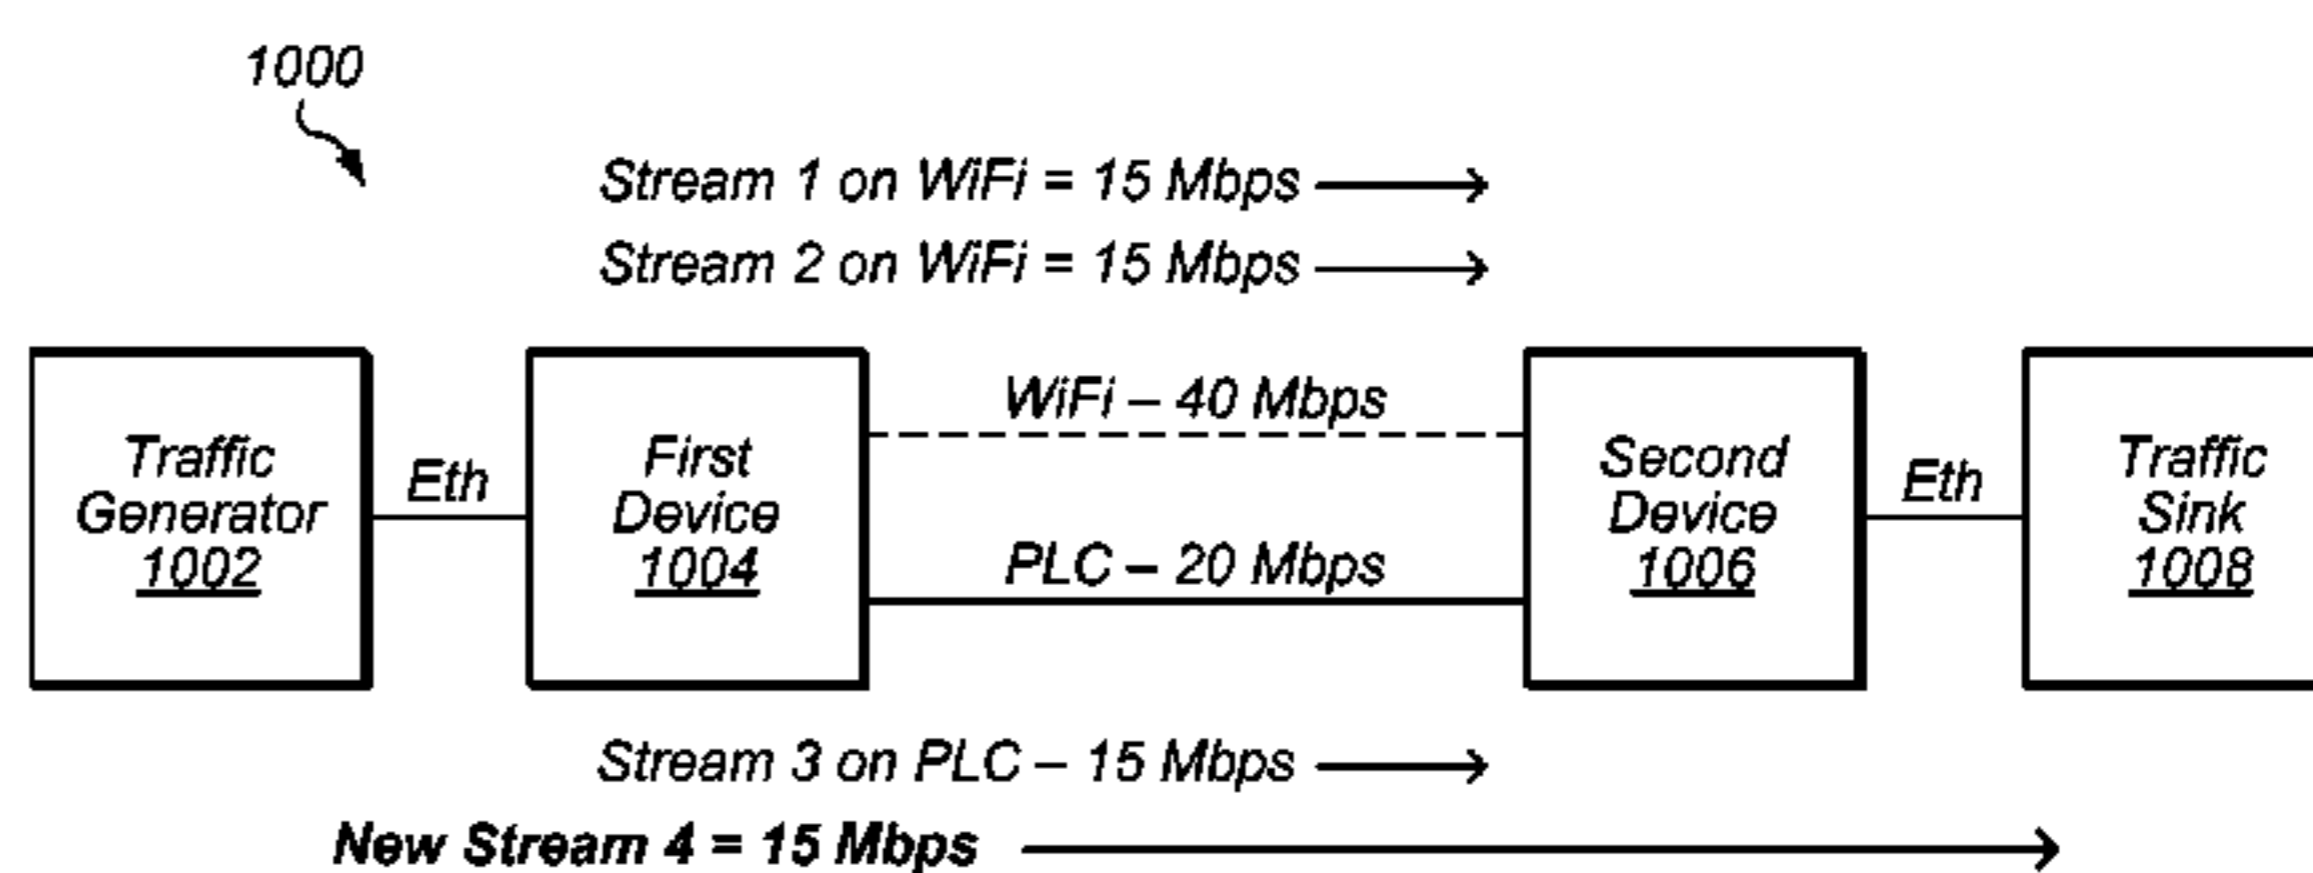 1000
Stream 1 on WiFi = 15 Mbps
Stream 2 on WiFi = 15 Mbps
Traffic
Generator
1002
Eth
First
Device
1004
WiFi – 40 Mbps
PLC – 20 Mbps
Second
Device
1006
Eth
Traffic
Sink
1008
Stream 3 on PLC – 15 Mbps
New Stream 4 = 15 Mbps